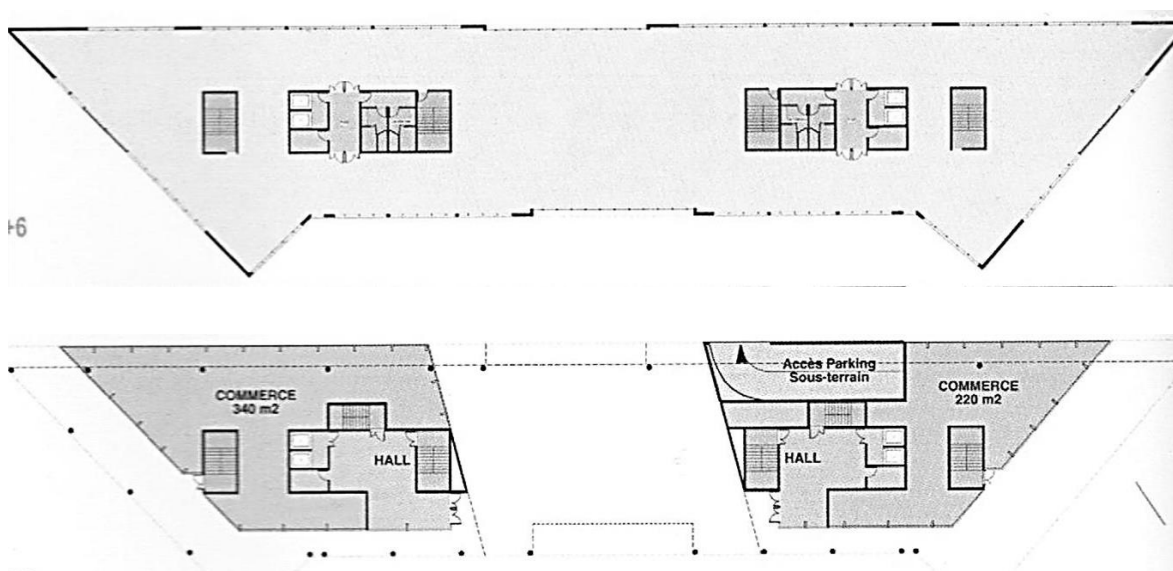 +6
Accès Parking
Sous-terrain
COMMERCE
340 m2
COMMERCE
220 m2
HALL
HALL